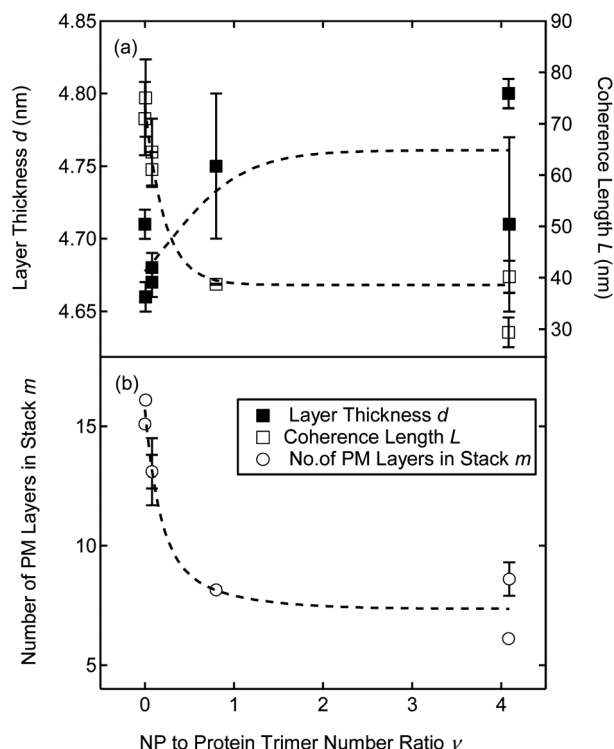 (a)
Layer Thickness d (nm)
4.85
4.80
4.75
4.70
4.65
Coherence Length L (nm)
90
80
70
60
50
40
30
(b)
Number of PM Layers in Stack m
15
10
5
Layer Thickness d
Coherence Length L
No.of PM Layers in Stack m
0 1 2 3 4
NP to Protein Trimer Number Ratio ν